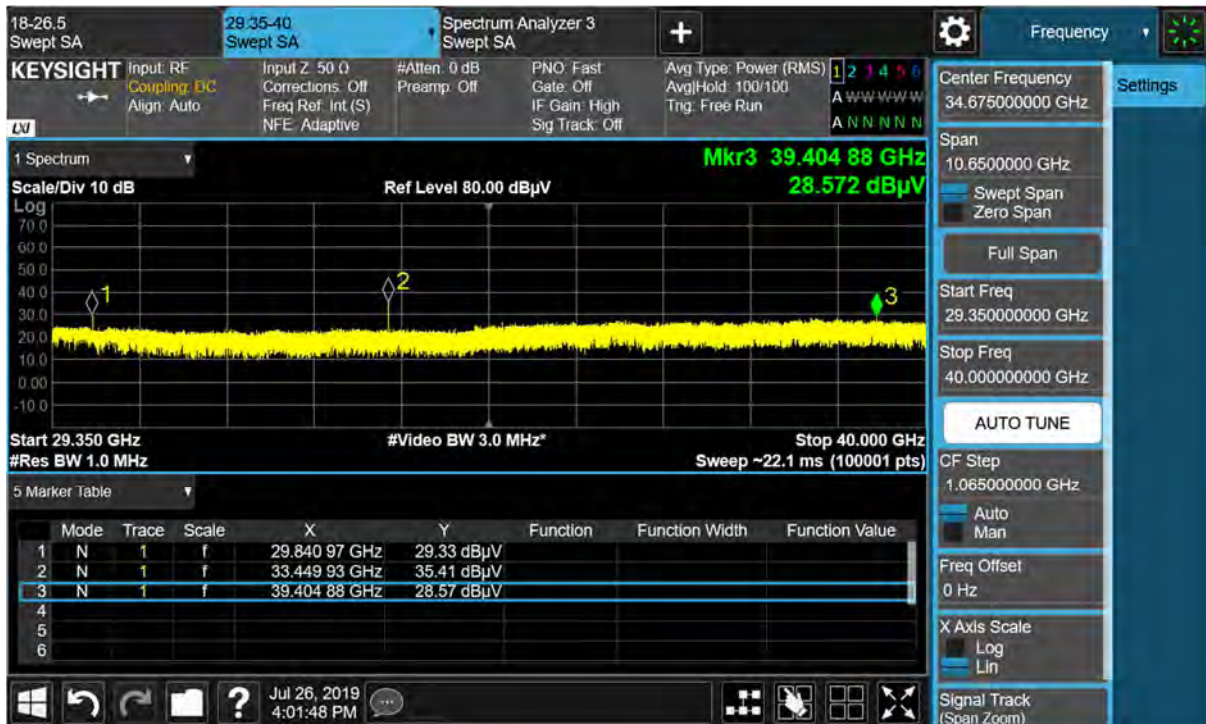 18-26.5
Swept SA
29.35-40
Swept SA
Spectrum Analyzer 3
Swept SA
+
Frequency
KEYSIGHT
LXI
Input: RF
Coupling: DC
Align: Auto
Input Z: 50 Ω
Corrections: Off
Freq Ref: Int (S)
NFE: Adaptive
#Atten: 0 dB
Preamp: Off
PNO: Fast
Gate: Off
IF Gain: High
Sig Track: Off
Avg Type: Power (RMS)
Avg|Hold: 100/100
Trig: Free Run
1 2 3 4 5 6
A W W W W W
A N N N N N
1 Spectrum
Scale/Div 10 dB
Ref Level 80.00 dBµV
Mkr3 39.404 88 GHz
28.572 dBµV
Log
70.0
60.0
50.0
40.0
30.0
20.0
10.0
0.00
-10.0
1
2
3
Start 29.350 GHz
#Video BW 3.0 MHz*
Stop 40.000 GHz
#Res BW 1.0 MHz
Sweep ~22.1 ms (100001 pts)
5 Marker Table
Mode Trace Scale X Y Function Function Width Function Value
1 N 1 f 29.840 97 GHz 29.33 dBµV
2 N 1 f 33.449 93 GHz 35.41 dBµV
3 N 1 f 39.404 88 GHz 28.57 dBµV
4
5
6
?
Jul 26, 2019
4:01:48 PM
Center Frequency
34.675000000 GHz
Settings
Span
10.6500000 GHz
Swept Span
Zero Span
Full Span
Start Freq
29.350000000 GHz
Stop Freq
40.000000000 GHz
AUTO TUNE
CF Step
1.065000000 GHz
Auto
Man
Freq Offset
0 Hz
X Axis Scale
Log
Lin
Signal Track
(Span Zoom)